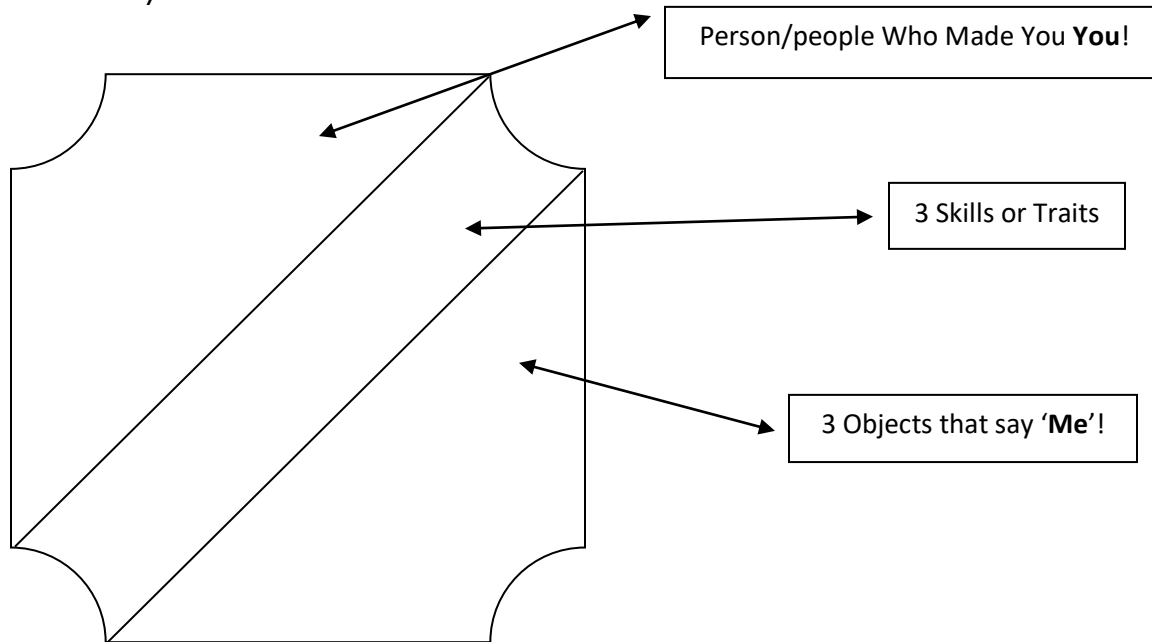 Person/people Who Made You You!
3 Skills or Traits
3 Objects that say ‘Me’!